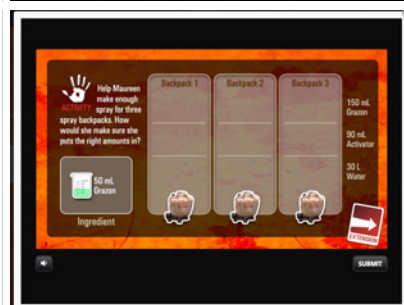 Help Maureen
make enough
ACTIVITY spray for three
spray backpacks. How
would she make sure she
puts the right amounts in?
50 mL
Grazon
Ingredient
Backpack 1
Backpack 2
Backpack 3
150 mL
Grazon
90 mL
Activator
30 L
Water
EXTENSION
SUBMIT